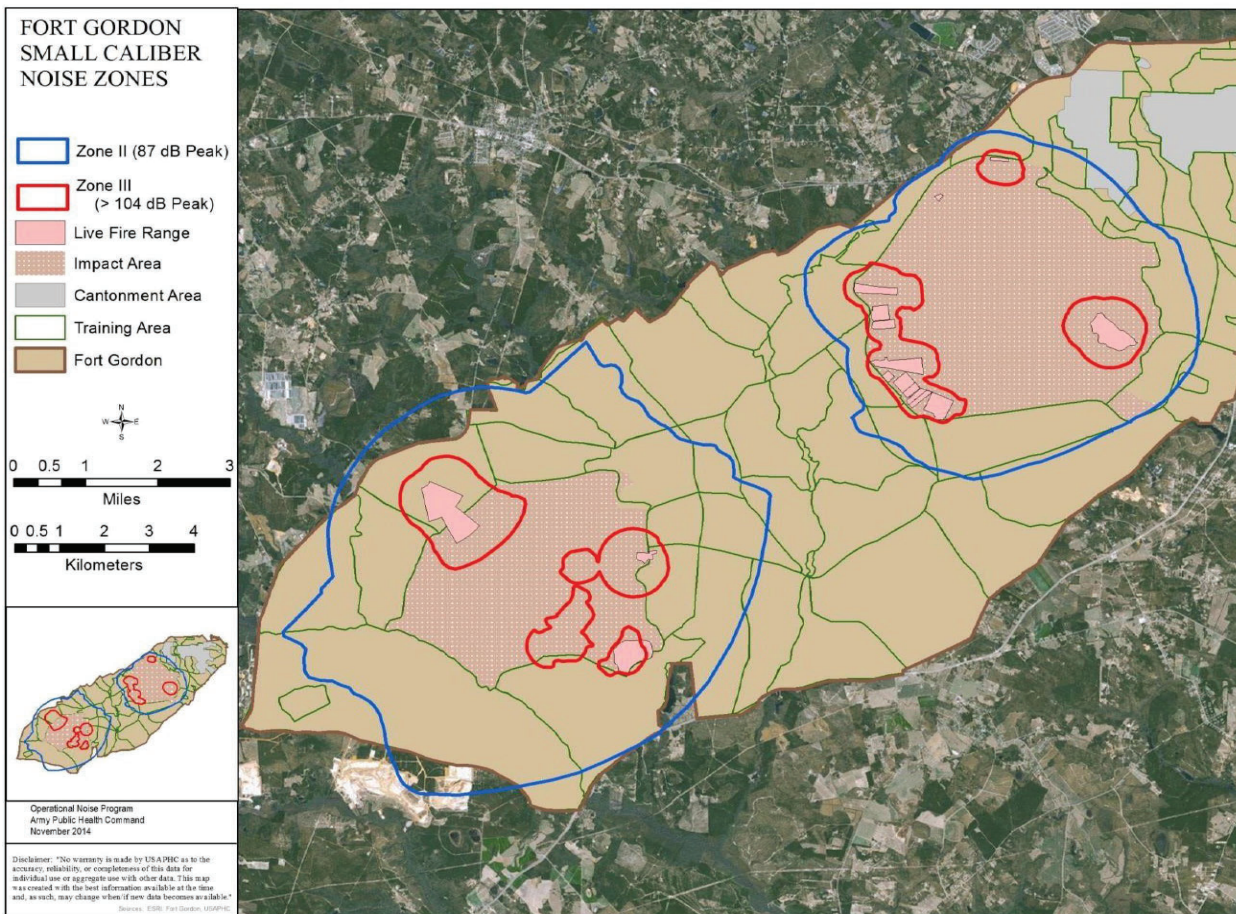 FORT GORDON
SMALL CALIBER
NOISE ZONES
Zone II (87 dB Peak)
Zone III
(> 104 dB Peak)
Live Fire Range
Impact Area
Cantonment Area
Training Area
Fort Gordon
N
W E
S
0 0.5 1 2 3
Miles
0 0.5 1 2 3 4
Kilometers
Operational Noise Program
Army Public Health Command
November 2014
Disclaimer: "No warranty is made by USAPHC as to the
accuracy, reliability, or completeness of this data for
individual use or aggregate use with other data. This map
was created with the best information available at the time
and, as such, may change when/if new data becomes available."
Sources: ESRI, Fort Gordon, USAPHC